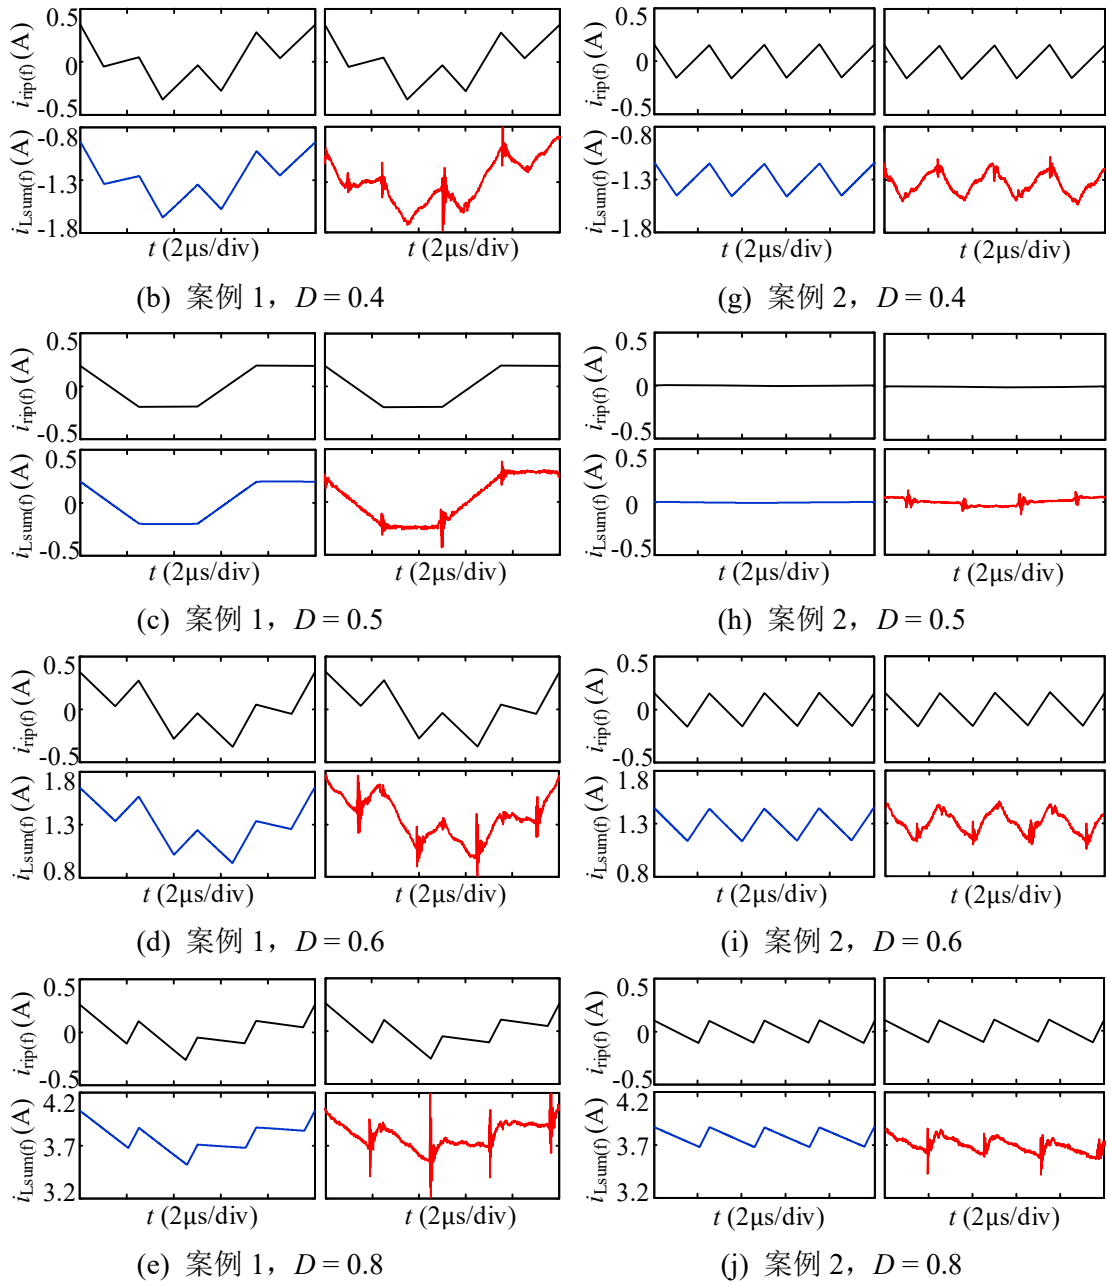 0.5
0
-0.5
i_rip(f) (A)
-0.8
-1.3
-1.8
i_Lsum(f) (A)
t (2μs/div)
t (2μs/div)
(b) 案例 1，D = 0.4
0.5
0
-0.5
i_rip(f) (A)
-0.8
-1.3
-1.8
i_Lsum(f) (A)
t (2μs/div)
t (2μs/div)
(g) 案例 2，D = 0.4
0.5
0
-0.5
i_rip(f) (A)
0.5
0
-0.5
i_Lsum(f) (A)
t (2μs/div)
t (2μs/div)
(c) 案例 1，D = 0.5
0.5
0
-0.5
i_rip(f) (A)
0.5
0
-0.5
i_Lsum(f) (A)
t (2μs/div)
t (2μs/div)
(h) 案例 2，D = 0.5
0.5
0
-0.5
i_rip(f) (A)
1.8
1.3
0.8
i_Lsum(f) (A)
t (2μs/div)
t (2μs/div)
(d) 案例 1，D = 0.6
0.5
0
-0.5
i_rip(f) (A)
1.8
1.3
0.8
i_Lsum(f) (A)
t (2μs/div)
t (2μs/div)
(i) 案例 2，D = 0.6
0.5
0
-0.5
i_rip(f) (A)
4.2
3.7
3.2
i_Lsum(f) (A)
t (2μs/div)
t (2μs/div)
(e) 案例 1，D = 0.8
0.5
0
-0.5
i_rip(f) (A)
4.2
3.7
3.2
i_Lsum(f) (A)
t (2μs/div)
t (2μs/div)
(j) 案例 2，D = 0.8